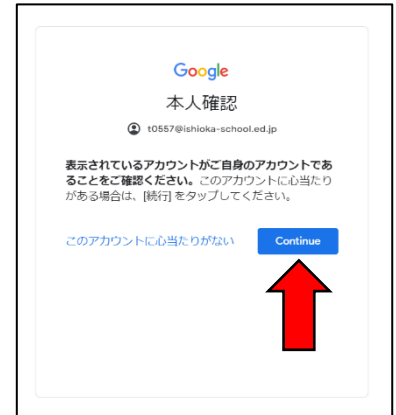 Google
本人確認
t0557@ishioka-school.ed.jp
表示されているアカウントがご自身のアカウントであ
ることをご確認ください。このアカウントに心当たり
がある場合は、[続行] をタップしてください。
このアカウントに心当たりがない Continue